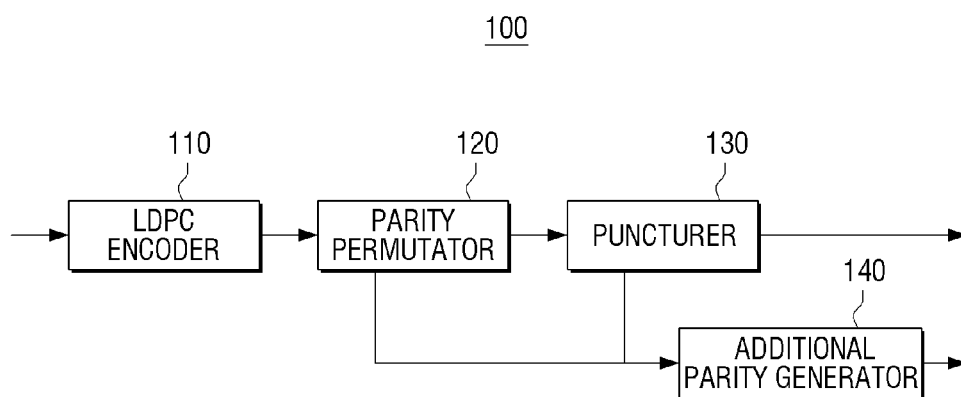 100
110
120
130
LDPC
ENCODER
PARITY
PERMUTATOR
PUNCTURER
140
ADDITIONAL
PARITY GENERATOR